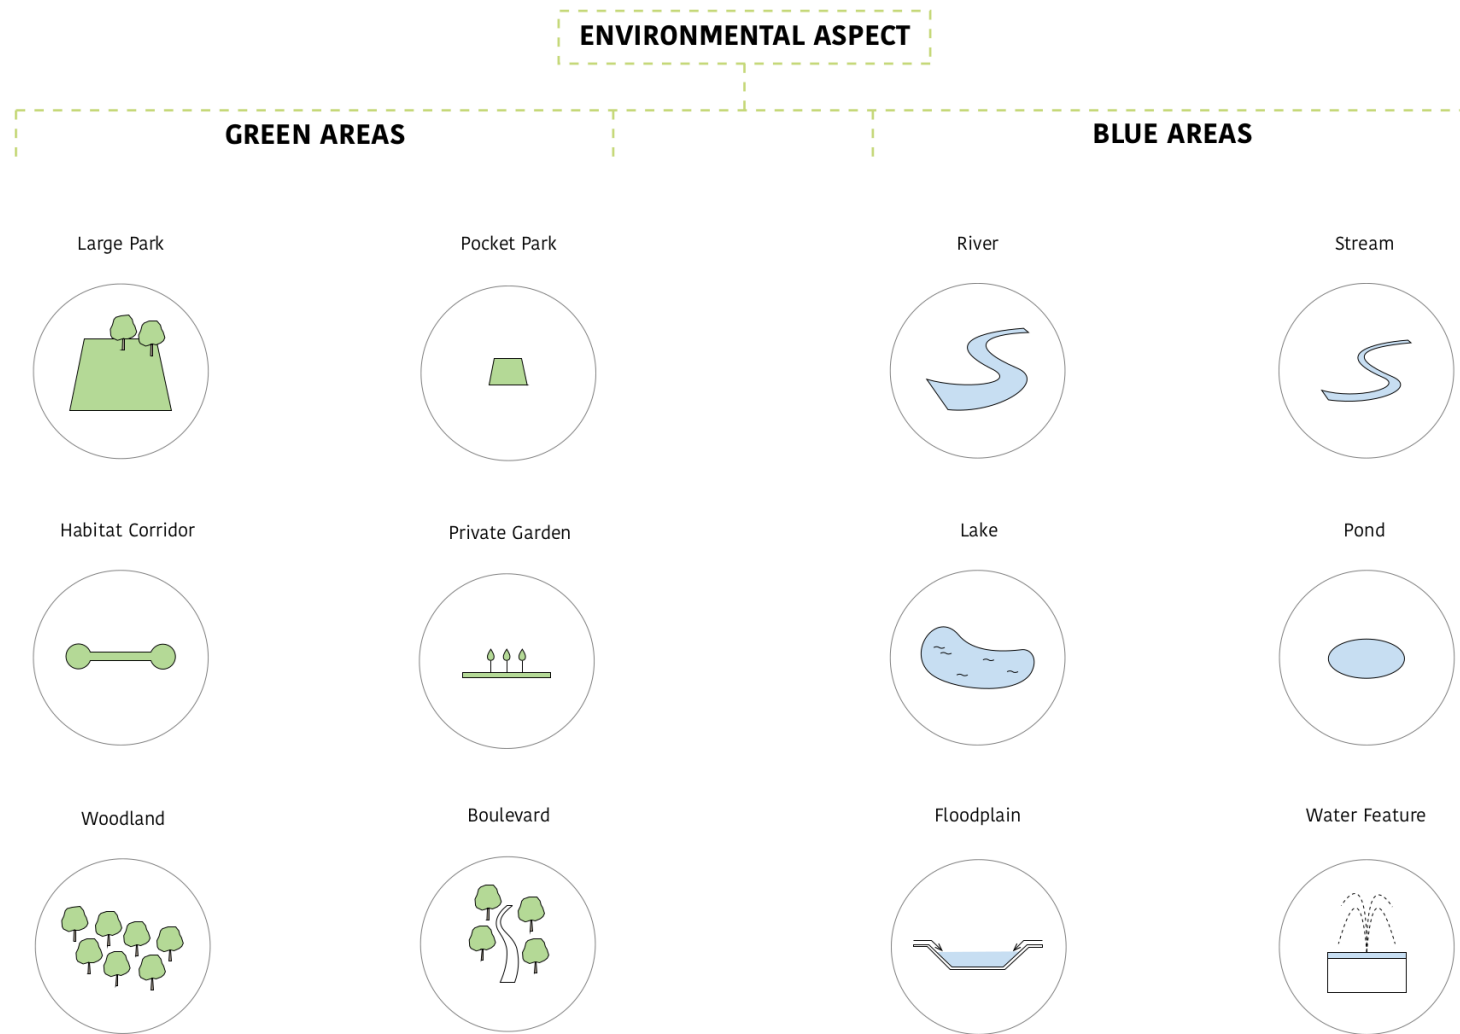 ENVIRONMENTAL ASPECT
GREEN AREAS
BLUE AREAS
Large Park
Pocket Park
River
Stream
Habitat Corridor
Private Garden
Lake
Pond
Woodland
Boulevard
Floodplain
Water Feature